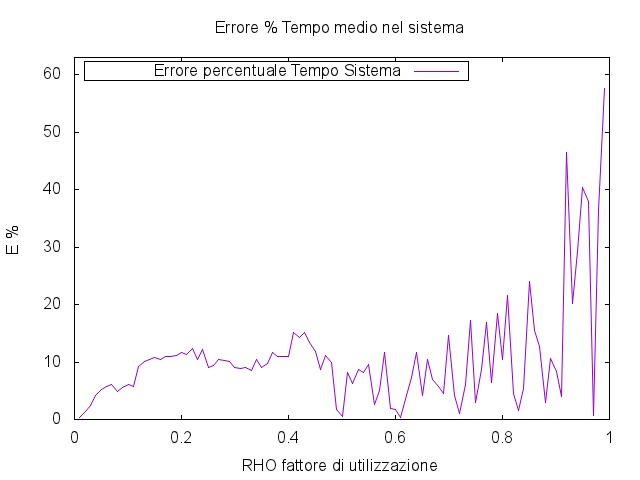 Errore % Tempo medio nel sistema
Errore percentuale Tempo Sistema
60
50
40
30
20
10
0
E %
0 0.2 0.4 0.6 0.8 1
RHO fattore di utilizzazione